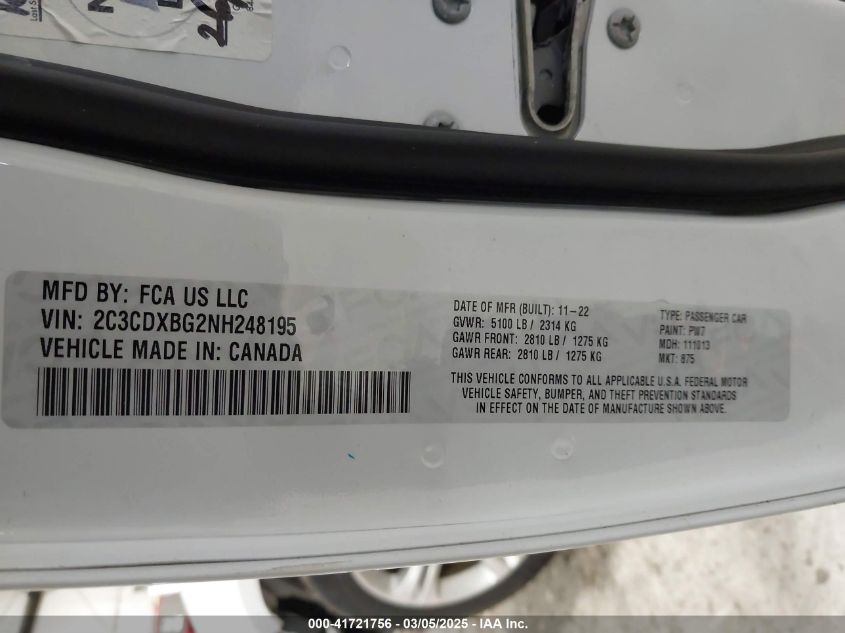 MFD BY: FCA US LLC
VIN: 2C3CDXBG2NH248195
VEHICLE MADE IN: CANADA
DATE OF MFR (BUILT): 11-22
GVWR: 5100 LB / 2314 KG
GAWR FRONT: 2810 LB / 1275 KG
GAWR REAR: 2810 LB / 1275 KG
TYPE: PASSENGER CAR
PAINT: PW7
MDH: 111013
MKT: 875
THIS VEHICLE CONFORMS TO ALL APPLICABLE U.S.A. FEDERAL MOTOR
VEHICLE SAFETY, BUMPER, AND THEFT PREVENTION STANDARDS
IN EFFECT ON THE DATE OF MANUFACTURE SHOWN ABOVE.
000-41721756 — 03/05/2025 — IAA Inc.